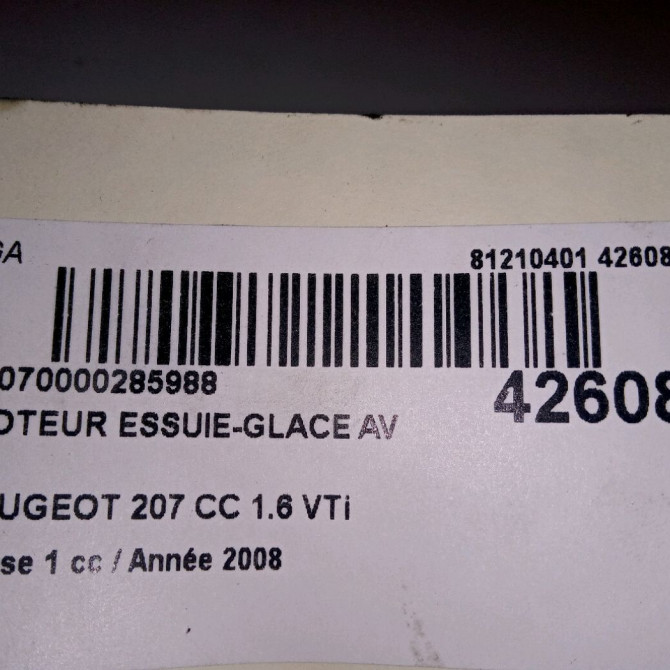 GA 81210401 42608
070000285988 42608
OTEUR ESSUIE-GLACE AV
UGEOT 207 CC 1.6 VTi
se 1 cc / Année 2008